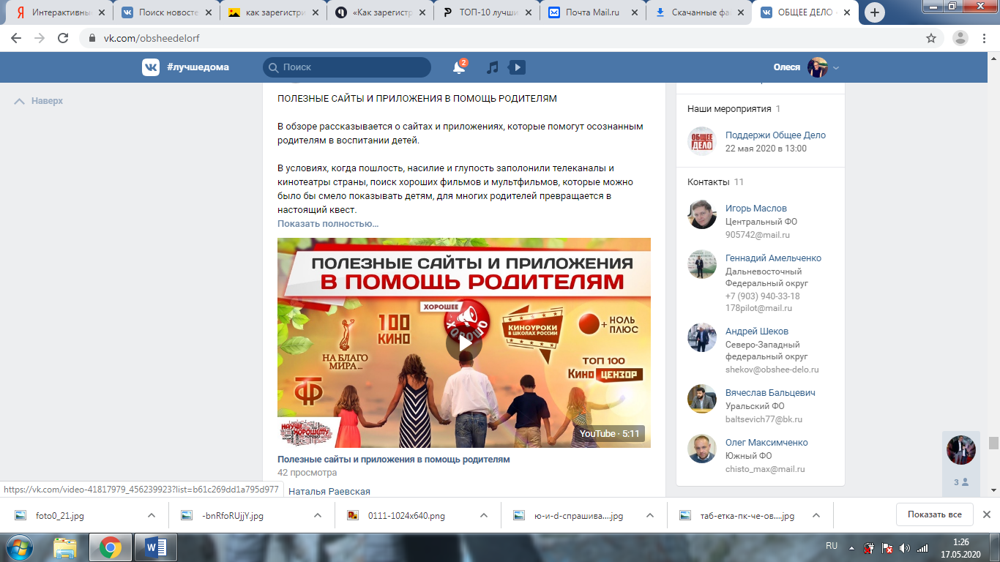 Интерактивны
Поиск новосте
как зарегистри
«Как зарегистр
ТОП-10 лучши
Почта Mail.ru
Скачанные фа
ОБЩЕЕ ДЕЛО
vk.com/obsheedelorf
#лучшедома
Поиск
2
Олеся
Наверх
ПОЛЕЗНЫЕ САЙТЫ И ПРИЛОЖЕНИЯ В ПОМОЩЬ РОДИТЕЛЯМ
В обзоре рассказывается о сайтах и приложениях, которые помогут осознанным
родителям в воспитании детей.
В условиях, когда пошлость, насилие и глупость заполонили телеканалы и
кинотеатры страны, поиск хороших фильмов и мультфильмов, которые можно
было бы смело показывать детям, для многих родителей превращается в
настоящий квест.
Показать полностью...
ПОЛЕЗНЫЕ САЙТЫ И ПРИЛОЖЕНИЯ
В ПОМОЩЬ РОДИТЕЛЯМ
НА БЛАГО
МИРА...
100
КИНО
ХОРОШЕЕ
ХОРОШО
КИНОУРОКИ
В ШКОЛАХ РОССИИ
+ НОЛЬ
ПЛЮС
ТОП 100
Кино ЦЕНЗОР
НАУЧИ
ХОРОШЕМУ
YouTube · 5:11
Полезные сайты и приложения в помощь родителям
42 просмотра
Наталья Раевская
Наши мероприятия 1
ОБЩЕЕ
ДЕЛО
Поддержи Общее Дело
22 мая 2020 в 13:00
Контакты 11
Игорь Маслов
Центральный ФО
905742@mail.ru
Геннадий Амельченко
Дальневосточный
Федеральный округ
+7 (903) 940-33-18
178pilot@mail.ru
Андрей Шеков
Северо-Западный
федеральный округ
shekov@obshee-delo.ru
Вячеслав Бальцевич
Уральский ФО
baltsevich77@bk.ru
Олег Максимченко
Южный ФО
chisto_max@mail.ru
3
https://vk.com/video-41817979_456239923?list=b61c269dd1a795d977
foto0_21.jpg
-bnRfoRUjjY.jpg
0111-1024x640.png
ю-и-d-спрашива....jpg
таб-етка-пк-че-ов....jpg
Показать все
RU
1:26
17.05.2020